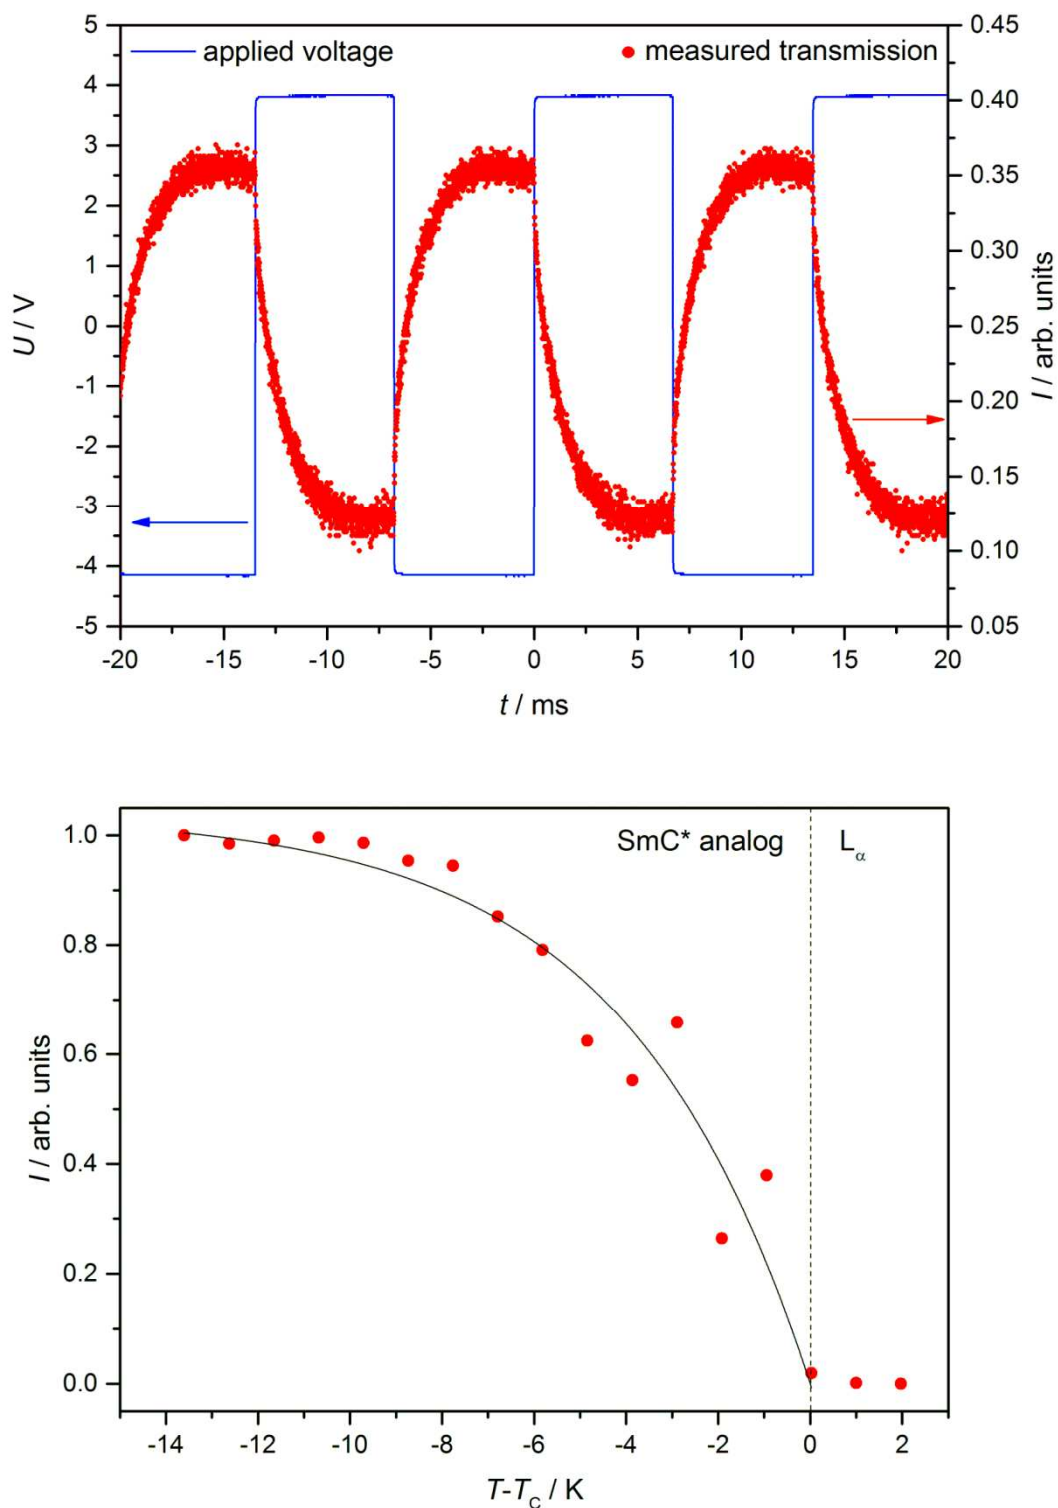 applied voltage
measured transmission
5
4
3
2
1
0
-1
-2
-3
-4
-5
U / V
0.45
0.40
0.35
0.30
0.25
0.20
0.15
0.10
0.05
I / arb. units
-20 -15 -10 -5 0 5 10 15 20
t / ms
SmC* analog
Lα
1.0
0.8
0.6
0.4
0.2
0.0
I / arb. units
-14 -12 -10 -8 -6 -4 -2 0 2
T-TC / K